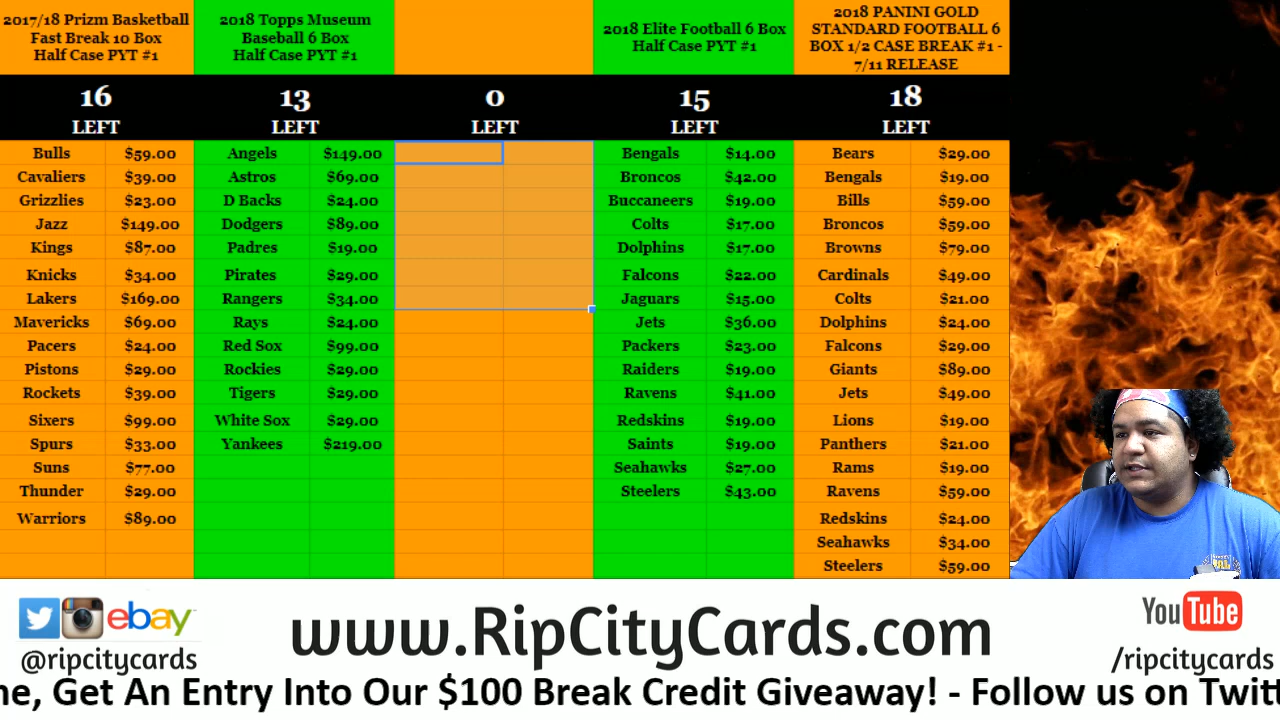 2017/18 Prizm Basketball
Fast Break 10 Box
Half Case PYT #1
16
LEFT
Bulls $59.00
Cavaliers $39.00
Grizzlies $23.00
Jazz $149.00
Kings $87.00
Knicks $34.00
Lakers $169.00
Mavericks $69.00
Pacers $24.00
Pistons $29.00
Rockets $39.00
Sixers $99.00
Spurs $33.00
Suns $77.00
Thunder $29.00
Warriors $89.00
2018 Topps Museum
Baseball 6 Box
Half Case PYT #1
13
LEFT
Angels $149.00
Astros $69.00
D Backs $24.00
Dodgers $89.00
Padres $19.00
Pirates $29.00
Rangers $34.00
Rays $24.00
Red Sox $99.00
Rockies $29.00
Tigers $29.00
White Sox $29.00
Yankees $219.00
0
LEFT
2018 Elite Football 6 Box
Half Case PYT #1
15
LEFT
Bengals $14.00
Broncos $42.00
Buccaneers $19.00
Colts $17.00
Dolphins $17.00
Falcons $22.00
Jaguars $15.00
Jets $36.00
Packers $23.00
Raiders $19.00
Ravens $41.00
Redskins $19.00
Saints $19.00
Seahawks $27.00
Steelers $43.00
2018 PANINI GOLD
STANDARD FOOTBALL 6
BOX 1/2 CASE BREAK #1 -
7/11 RELEASE
18
LEFT
Bears $29.00
Bengals $19.00
Bills $59.00
Broncos $59.00
Browns $79.00
Cardinals $49.00
Colts $21.00
Dolphins $24.00
Falcons $29.00
Giants $89.00
Jets $49.00
Lions $19.00
Panthers $21.00
Rams $19.00
Ravens $59.00
Redskins $24.00
Seahawks $34.00
Steelers $59.00
ebay
@ripcitycards
www.RipCityCards.com
YouTube
/ripcitycards
ne, Get An Entry Into Our $100 Break Credit Giveaway! - Follow us on Twitt